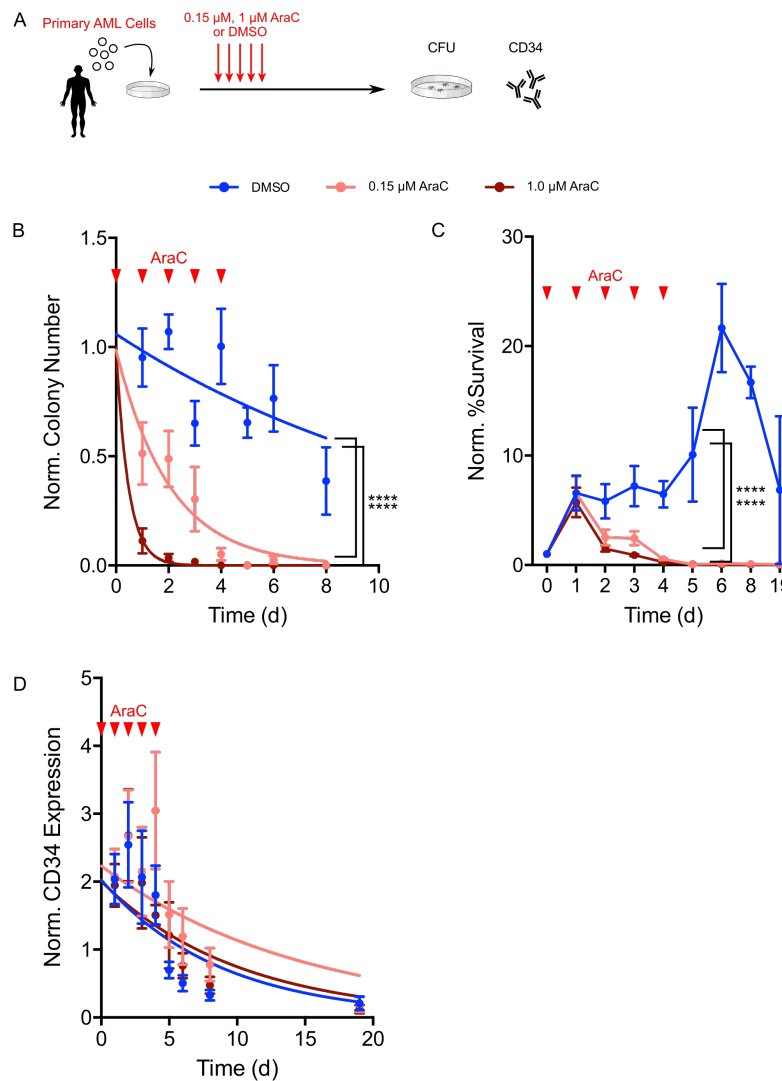 A
Primary AML Cells
0.15 µM, 1 µM AraC
or DMSO
CFU
CD34
DMSO
0.15 µM AraC
1.0 µM AraC
B
AraC
Norm. Colony Number
1.5
1.0
0.5
0.0
0 2 4 6 8 10
Time (d)
****
****
C
AraC
Norm. %Survival
30
20
10
0
0 1 2 3 4 5 6 8 19
Time (d)
****
****
D
AraC
Norm. CD34 Expression
5
4
3
2
1
0
0 5 10 15 20
Time (d)